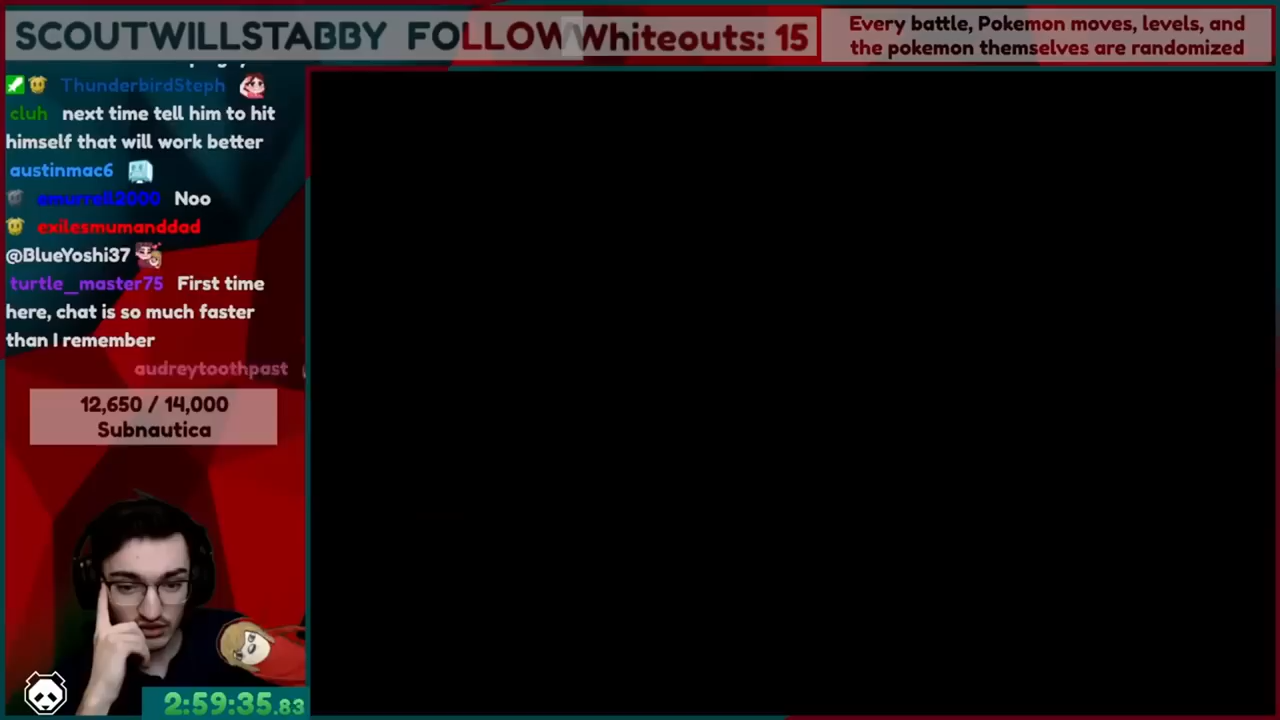 SCOUTWILLSTABBY FOLLOW
Whiteouts: 15
Every battle, Pokemon moves, levels, and
the pokemon themselves are randomized
ThunderbirdSteph
cluh next time tell him to hit
himself that will work better
austinmac6
smurrell2000 Noo
exilesmumanddad
@BlueYoshi37
turtle_master75 First time
here, chat is so much faster
than I remember
audreytoothpast
12,650 / 14,000
Subnautica
2:59:35.83